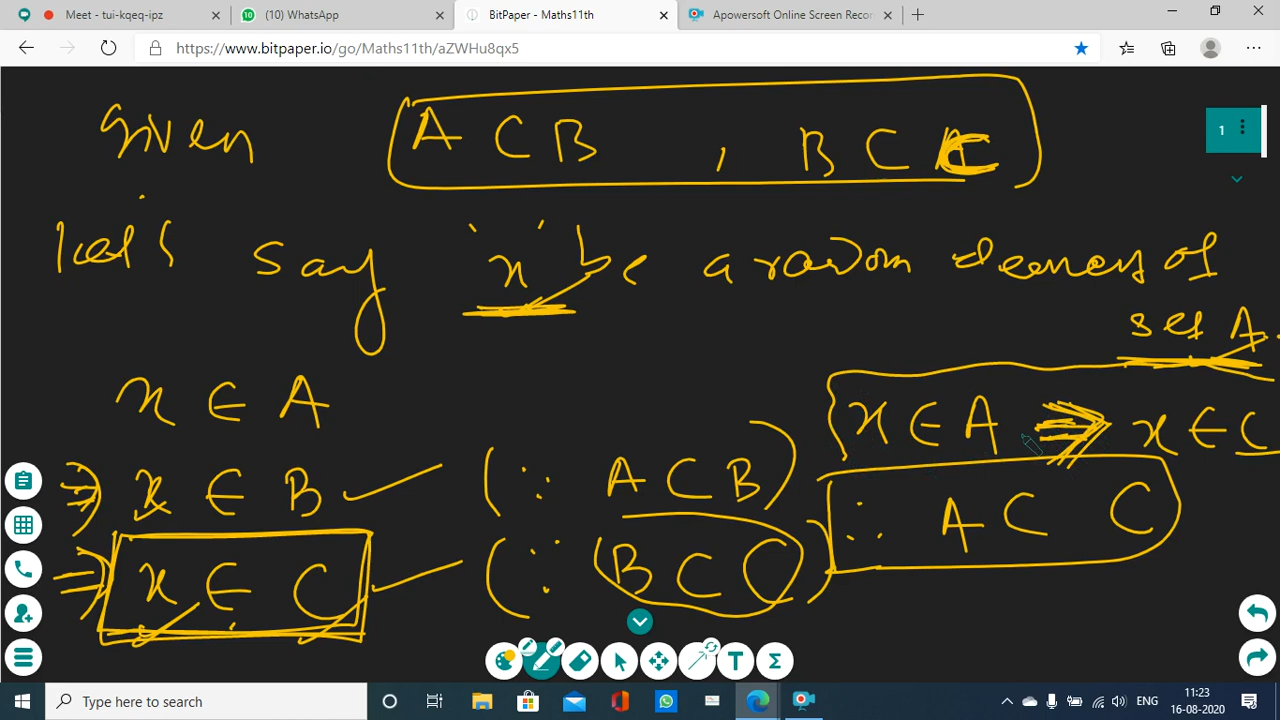 Meet - tui-kqeq-ipz
(10) WhatsApp
BitPaper - Maths11th
Apowersoft Online Screen Recor
https://www.bitpaper.io/go/Maths11th/aZWHu8qx5
1
Given A ⊂ B , B ⊂ C
Let's say 'x' be a random element of
set A.
x ∈ A
x ∈ A ⇒ x ∈ C
⇒ x ∈ B (∵ A ⊂ B)
∴ A ⊂ C
⇒ x ∈ C (∵ B ⊂ C)
T Σ
Type here to search
ENG
11:23
16-08-2020